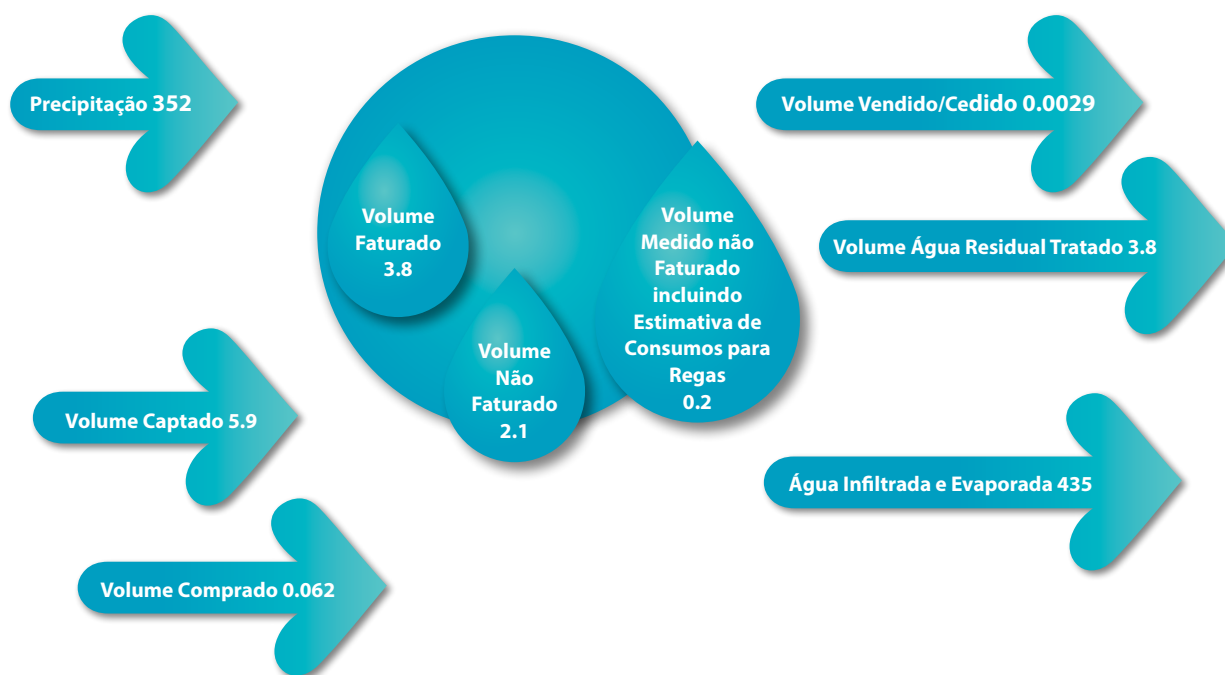 Precipitação 352
Volume Captado 5.9
Volume Comprado 0.062
Volume
Faturado
3.8
Volume
Não
Faturado
2.1
Volume
Medido não
Faturado
incluindo
Estimativa de
Consumos para
Regas
0.2
Volume Vendido/Cedido 0.0029
Volume Água Residual Tratado 3.8
Água Infiltrada e Evaporada 435